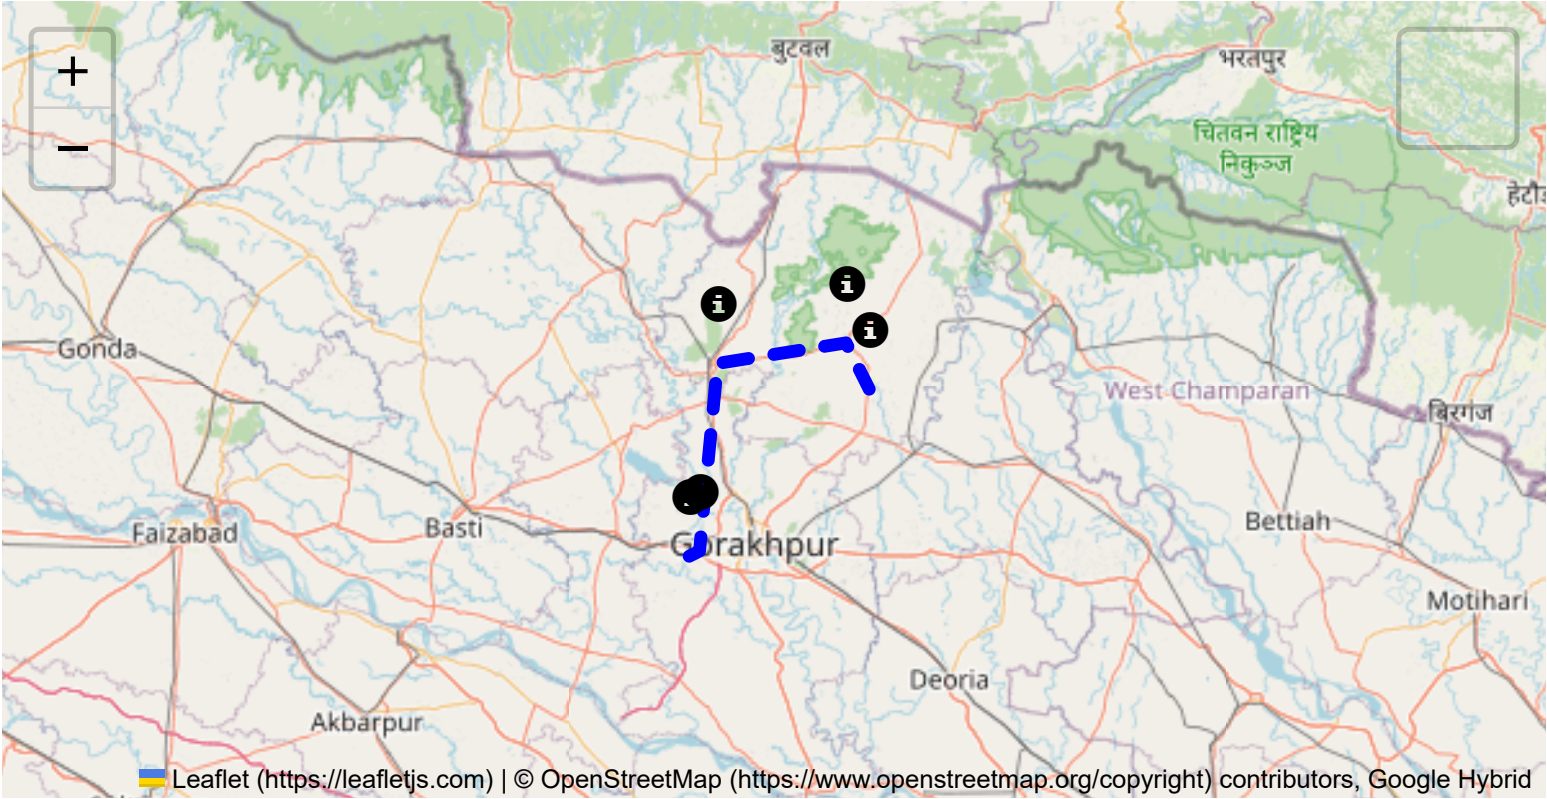 +
बुटवल
भरतपुर
चितवन राष्ट्रिय
निकुञ्ज
−
i
i
i
Gonda
West Champaran
बिरगंज
Basti
Faizabad
Gorakhpur
Bettiah
Motihari
Deoria
Akbarpur
Leaflet (https://leafletjs.com) | © OpenStreetMap (https://www.openstreetmap.org/copyright) contributors, Google Hybrid